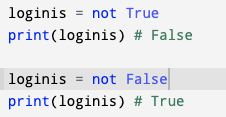 loginis = not True
print(loginis) # False
loginis = not False
print(loginis) # True